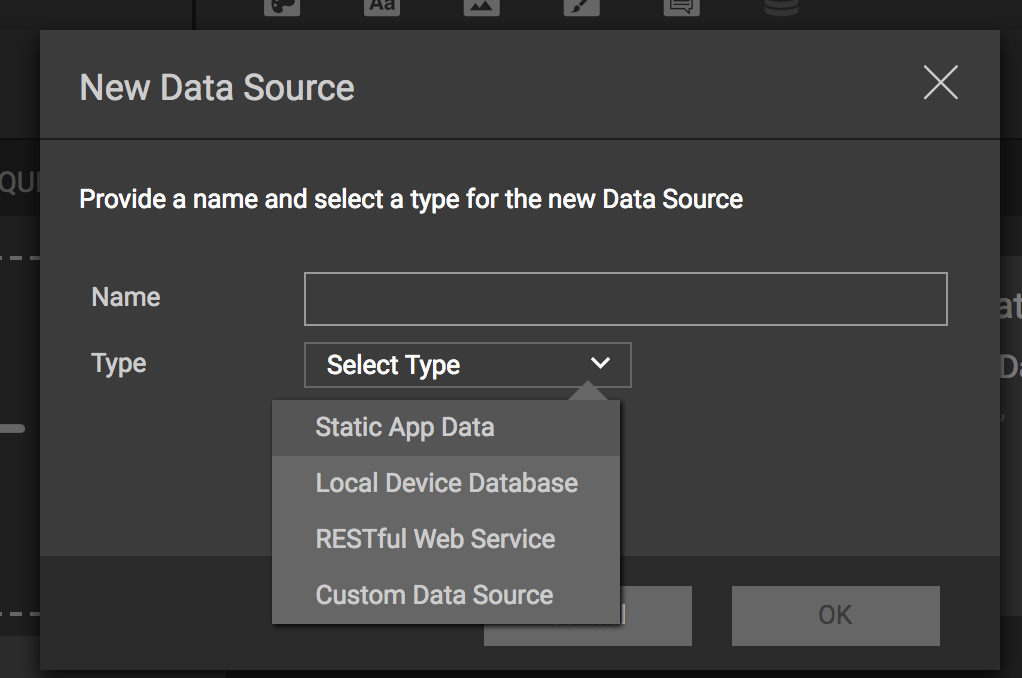 Aa
New Data Source
QU
Provide a name and select a type for the new Data Source
Name
Type
Select Type
Static App Data
Local Device Database
RESTful Web Service
Custom Data Source
OK
at
Da